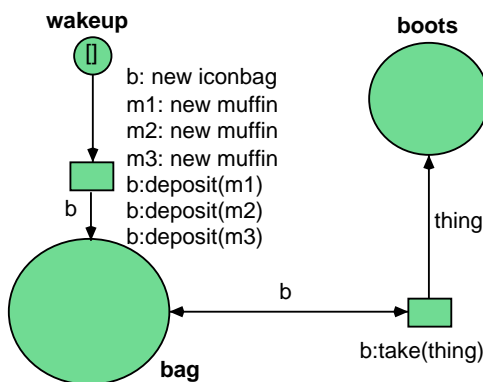 wakeup
[]
b: new iconbag
m1: new muffin
m2: new muffin
m3: new muffin
b:deposit(m1)
b:deposit(m2)
b:deposit(m3)
b
boots
thing
b
b:take(thing)
bag